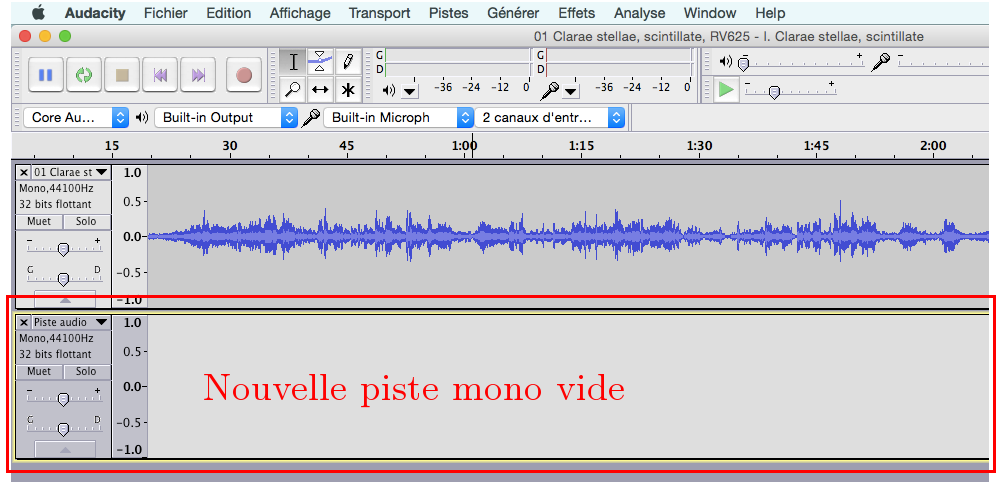 Audacity Fichier Edition Affichage Transport Pistes Générer Effets Analyse Window Help
01 Clarae stellae, scintillate, RV625 - I. Clarae stellae, scintillate
G G
D D
-36 -24 -12 0 -36 -24 -12 0
- +
- +
Core Au... Built-in Output Built-in Microph 2 canaux d'entr...
15 30 45 1:00 1:15 1:30 1:45 2:00
01 Clarae st 1.0
Mono,44100Hz
32 bits flottant 0.5-
Muet Solo
- + 0.0-
G D -0.5-
-1.0
Piste audio 1.0
Mono,44100Hz
32 bits flottant 0.5-
Muet Solo
- + 0.0-
Nouvelle piste mono vide
G D -0.5-
-1.0